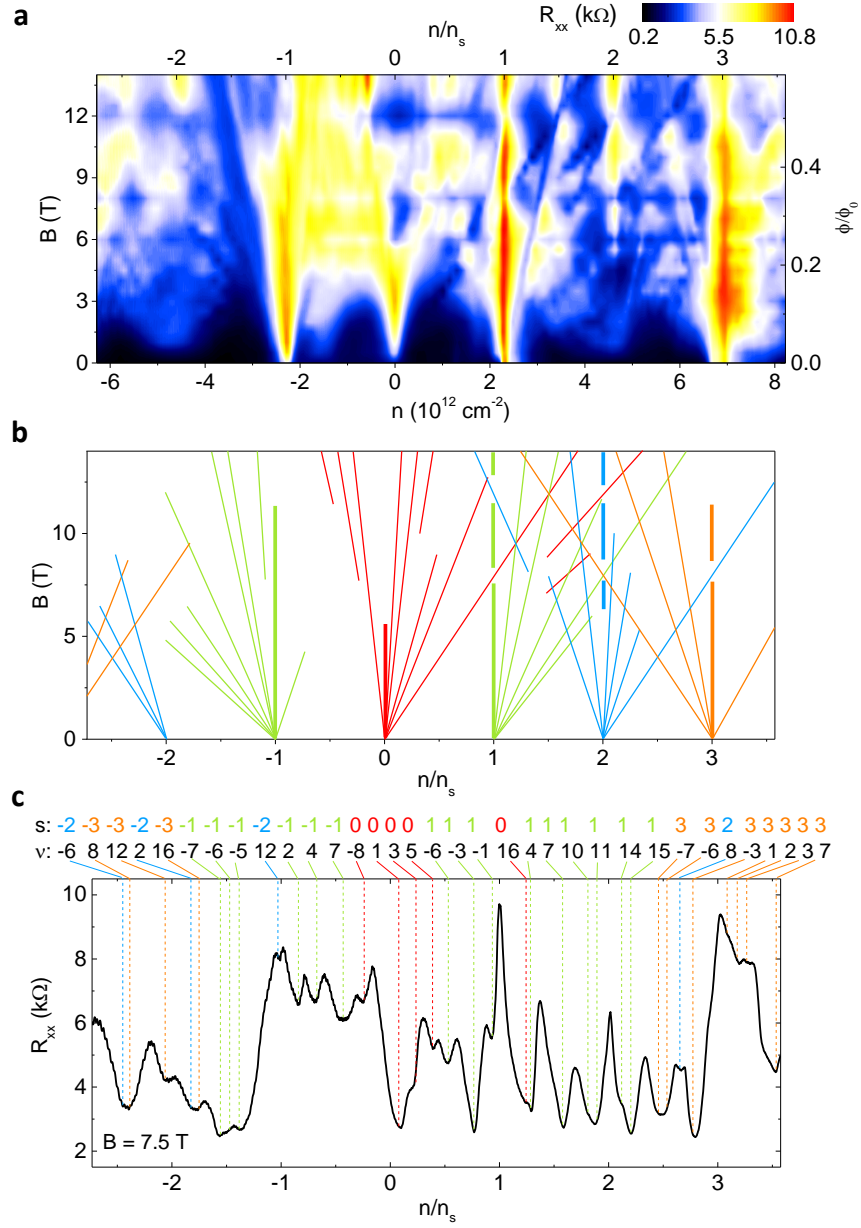 a
n/nₛ
Rₓₓ (kΩ)
0.2 5.5 10.8
-2 -1 0 1 3
12
9
6
3
0
B (T)
0.4
0.2
0.0
ϕ/ϕ₀
-6 -4 -2 0 2 4 6 8
n (10¹² cm⁻²)
b
10
5
0
B (T)
-2 -1 0 1 2 3
n/nₛ
c
s: -2 -3 -3 -2 -3 -1 -1 -1 -2 -1 -1 -1 0 0 0 0 1 1 1 0 1 1 1 1 1 1 3 3 2 3 3 3 3 3
ν: -6 8 12 2 16 -7 -6 -5 12 2 4 7 -8 1 3 5 -6 -3 -1 16 4 7 10 11 14 15 -7 -6 8 -3 1 2 3 7
10
8
6
4
2
Rₓₓ (kΩ)
B = 7.5 T
-2 -1 0 1 2 3
n/nₛ